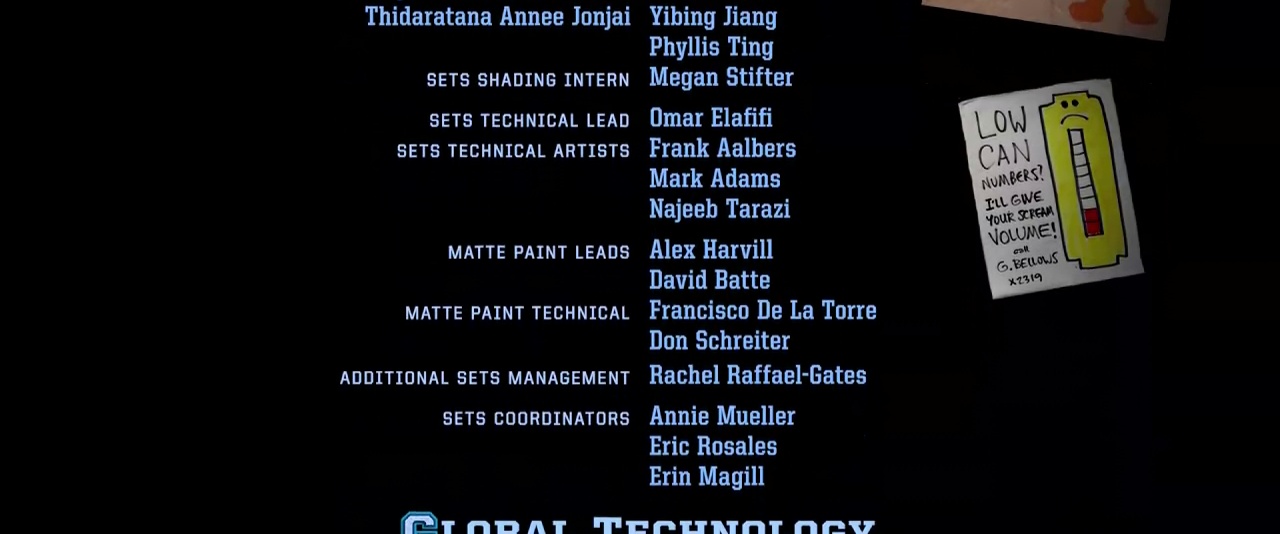 Thidaratana Annee Jonjai Yibing Jiang
Phyllis Ting
SETS SHADING INTERN Megan Stifter
SETS TECHNICAL LEAD Omar Elafifi
SETS TECHNICAL ARTISTS Frank Aalbers
Mark Adams
Najeeb Tarazi
MATTE PAINT LEADS Alex Harvill
David Batte
MATTE PAINT TECHNICAL Francisco De La Torre
Don Schreiter
ADDITIONAL SETS MANAGEMENT Rachel Raffael-Gates
SETS COORDINATORS Annie Mueller
Eric Rosales
Erin Magill
GLOBAL TECHNOLOGY
LOW
CAN
NUMBERS?
I'LL GIVE
YOUR SCREAM
VOLUME!
CALL
G. BELLOWS
X2319